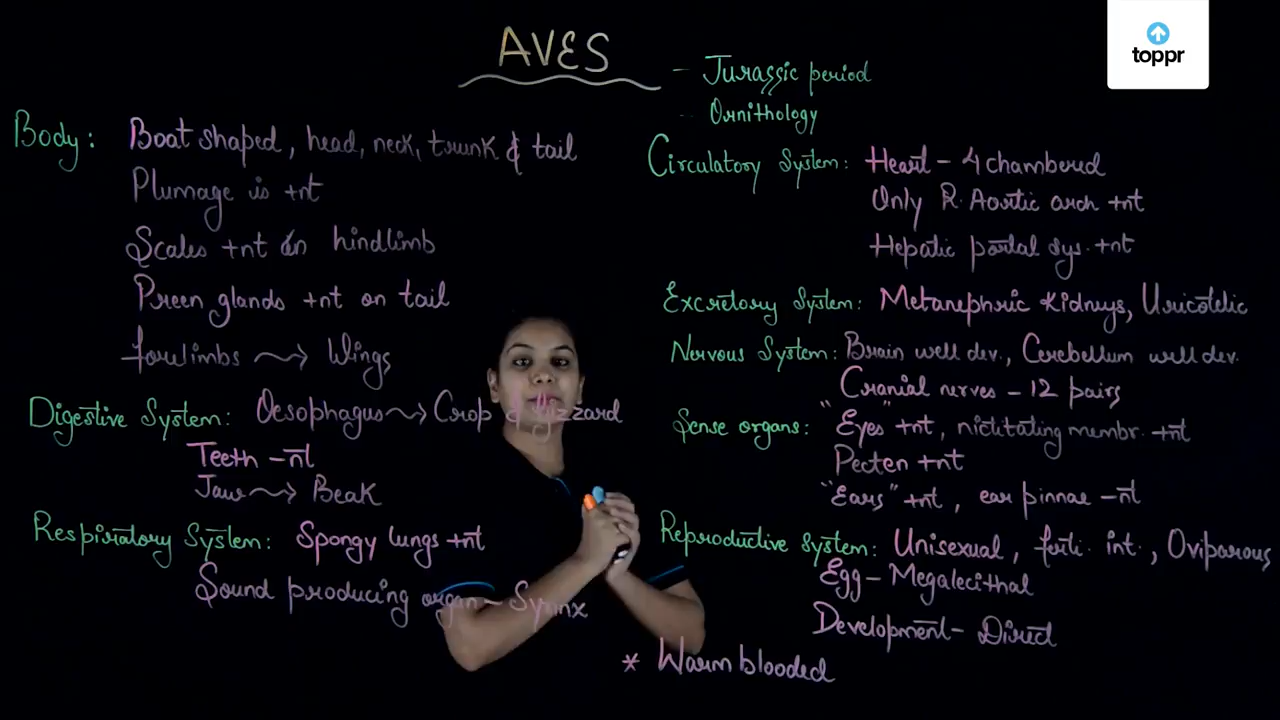 AVES
toppr
- Jurassic period
- Ornithology
Body: Boat shaped, head, neck, trunk & tail
Plumage is +nt
Scales +nt on hindlimb
Preen glands +nt on tail
forelimbs ⇝ Wings
Digestive System: Oesophagus ⇝ Crop & Gizzard
Teeth -nt
Jaw ⇝ Beak
Respiratory System: Spongy lungs +nt
Sound producing organ - Syrinx
Circulatory System: Heart - 4 chambered
Only R. Aortic arch +nt
Hepatic portal sys. +nt
Excretory System: Metanephric Kidneys, Uricotelic
Nervous System: Brain well dev., Cerebellum well dev.
Cranial nerves - 12 pairs
Sense organs: "Eyes" +nt, nictitating membr. +nt
Pecten +nt
"Ears" +nt, ear pinnae -nt
Reproductive System: Unisexual, ferti. int., Oviparous
Egg - Megalecithal
Development - Direct
* Warm blooded